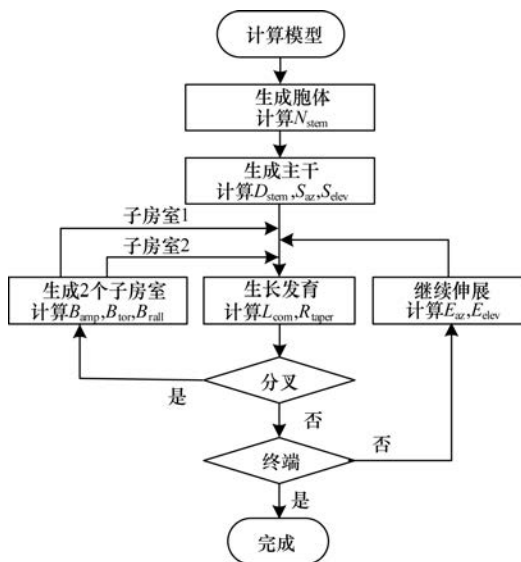 计算模型
生成胞体
计算N_stem
生成主干
计算D_stem,S_az,S_elev
子房室1
子房室2
生成2个子房室
计算B_amp,B_tor,B_rall
生长发育
计算L_com,R_taper
继续伸展
计算E_az,E_elev
分叉
是
否
终端
否
是
完成